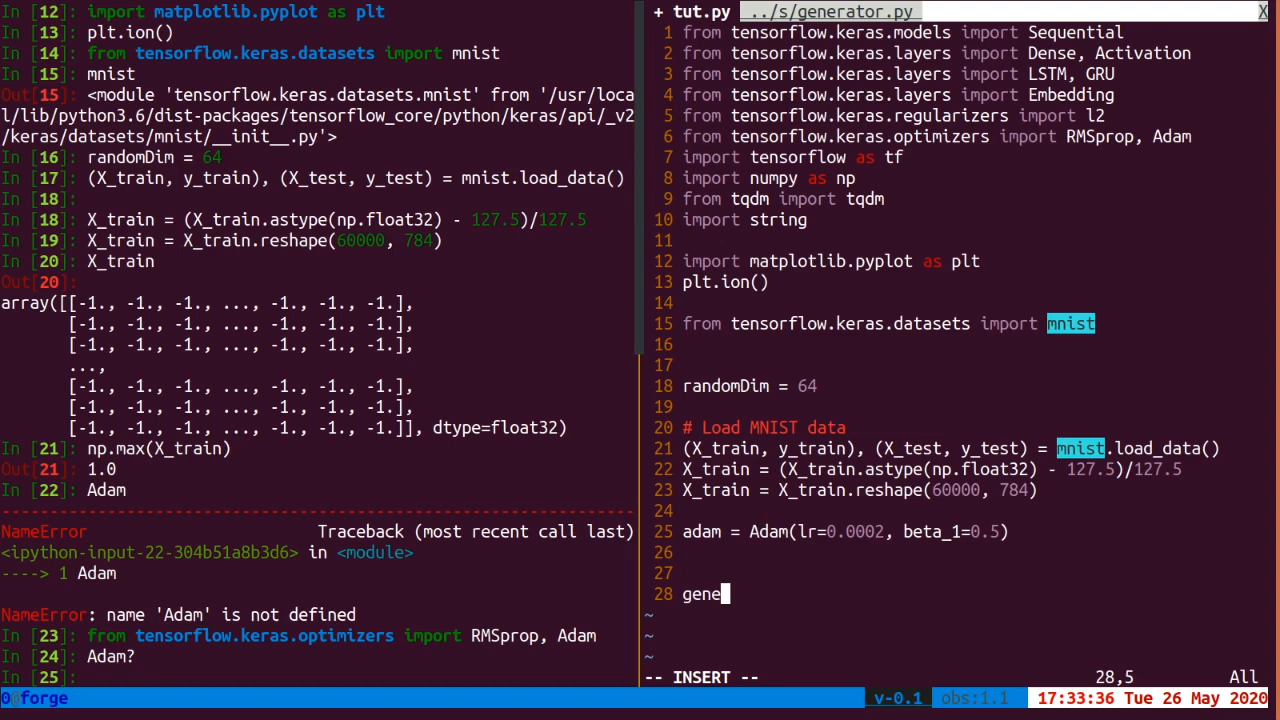 In [12]: import matplotlib.pyplot as plt
In [13]: plt.ion()
In [14]: from tensorflow.keras.datasets import mnist
In [15]: mnist
Out[15]: <module 'tensorflow.keras.datasets.mnist' from '/usr/loca
l/lib/python3.6/dist-packages/tensorflow_core/python/keras/api/_v2
/keras/datasets/mnist/__init__.py'>
In [16]: randomDim = 64
In [17]: (X_train, y_train), (X_test, y_test) = mnist.load_data()
In [18]:
In [18]: X_train = (X_train.astype(np.float32) - 127.5)/127.5
In [19]: X_train = X_train.reshape(60000, 784)
In [20]: X_train
Out[20]:
array([[-1., -1., -1., ..., -1., -1., -1.],
[-1., -1., -1., ..., -1., -1., -1.],
[-1., -1., -1., ..., -1., -1., -1.],
...,
[-1., -1., -1., ..., -1., -1., -1.],
[-1., -1., -1., ..., -1., -1., -1.],
[-1., -1., -1., ..., -1., -1., -1.]], dtype=float32)
In [21]: np.max(X_train)
Out[21]: 1.0
In [22]: Adam
---------------------------------------------------------------------------
NameError Traceback (most recent call last)
<ipython-input-22-304b51a8b3d6> in <module>
----> 1 Adam
NameError: name 'Adam' is not defined
In [23]: from tensorflow.keras.optimizers import RMSprop, Adam
In [24]: Adam?
In [25]:
+ tut.py ../s/generator.py X
1 from tensorflow.keras.models import Sequential
2 from tensorflow.keras.layers import Dense, Activation
3 from tensorflow.keras.layers import LSTM, GRU
4 from tensorflow.keras.layers import Embedding
5 from tensorflow.keras.regularizers import l2
6 from tensorflow.keras.optimizers import RMSprop, Adam
7 import tensorflow as tf
8 import numpy as np
9 from tqdm import tqdm
10 import string
11
12 import matplotlib.pyplot as plt
13 plt.ion()
14
15 from tensorflow.keras.datasets import mnist
16
17
18 randomDim = 64
19
20 # Load MNIST data
21 (X_train, y_train), (X_test, y_test) = mnist.load_data()
22 X_train = (X_train.astype(np.float32) - 127.5)/127.5
23 X_train = X_train.reshape(60000, 784)
24
25 adam = Adam(lr=0.0002, beta_1=0.5)
26
27
28 gene
~
~
~
-- INSERT -- 28,5 All
0@forge v-0.1 obs:1.1 17:33:36 Tue 26 May 2020